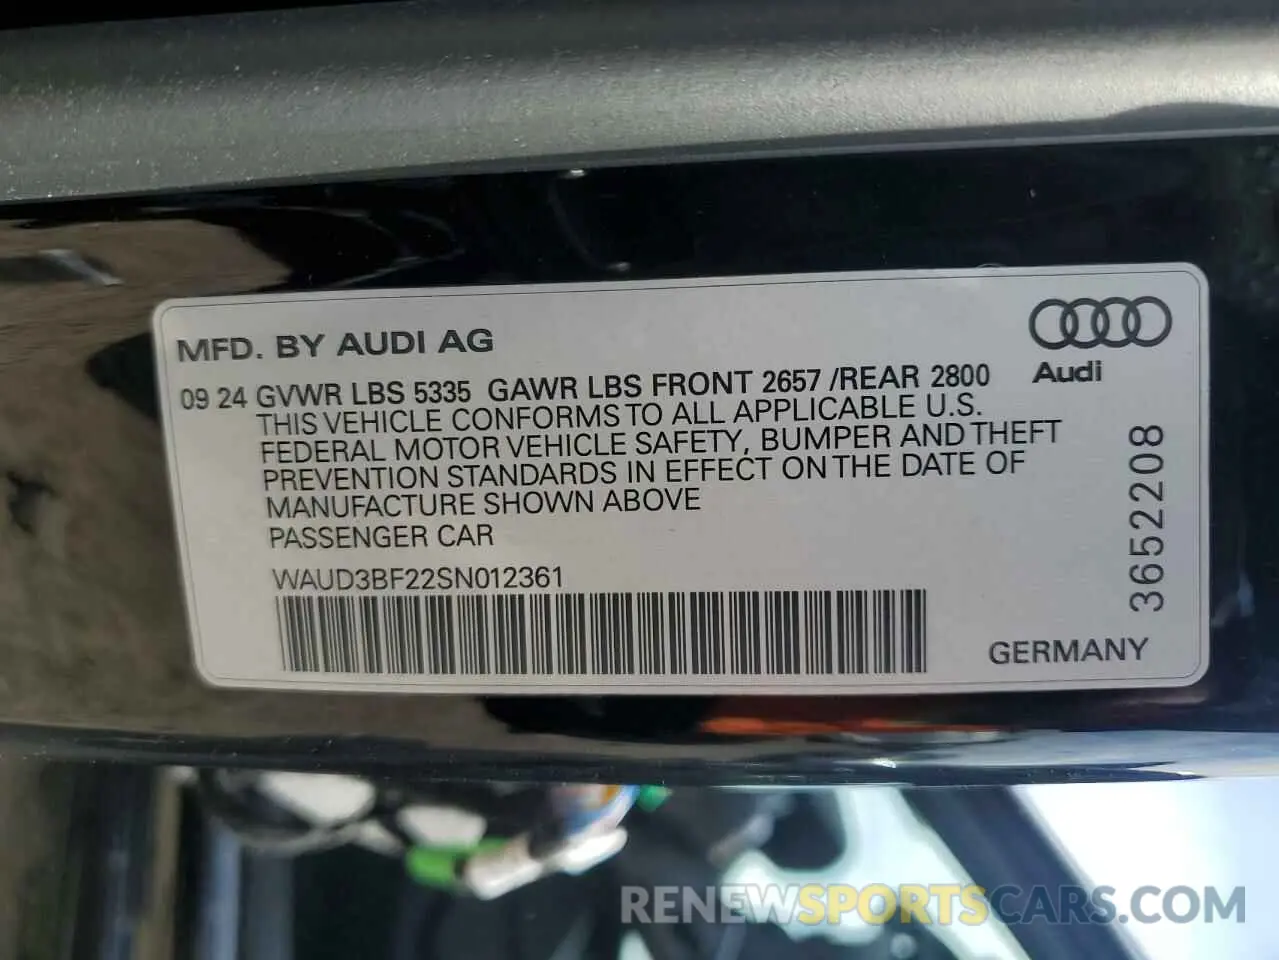 MFD. BY AUDI AG
Audi
09 24 GVWR LBS 5335 GAWR LBS FRONT 2657 /REAR 2800
THIS VEHICLE CONFORMS TO ALL APPLICABLE U.S.
FEDERAL MOTOR VEHICLE SAFETY, BUMPER AND THEFT
PREVENTION STANDARDS IN EFFECT ON THE DATE OF
MANUFACTURE SHOWN ABOVE
PASSENGER CAR
WAUD3BF22SN012361
36522208
GERMANY
RENEWSPORTSCARS.COM